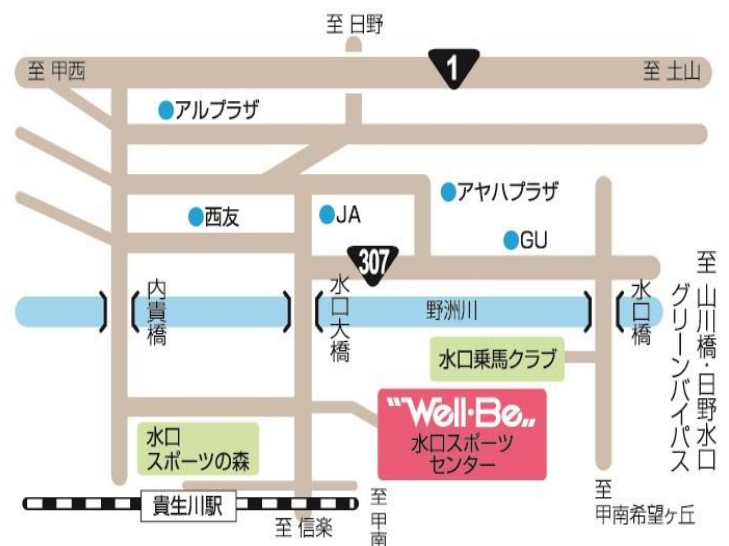 至 日野
至 甲西
1
至 土山
アルプラザ
アヤハプラザ
西友
JA
GU
307
内貴橋
水口大橋
野洲川
水口橋
至 山川橋・日野水口
グリーンバイパス
水口乗馬クラブ
"Well・Be„
水口スポーツ
センター
水口
スポーツの森
貴生川駅
至 信楽
至 甲南
至
甲南希望ヶ丘